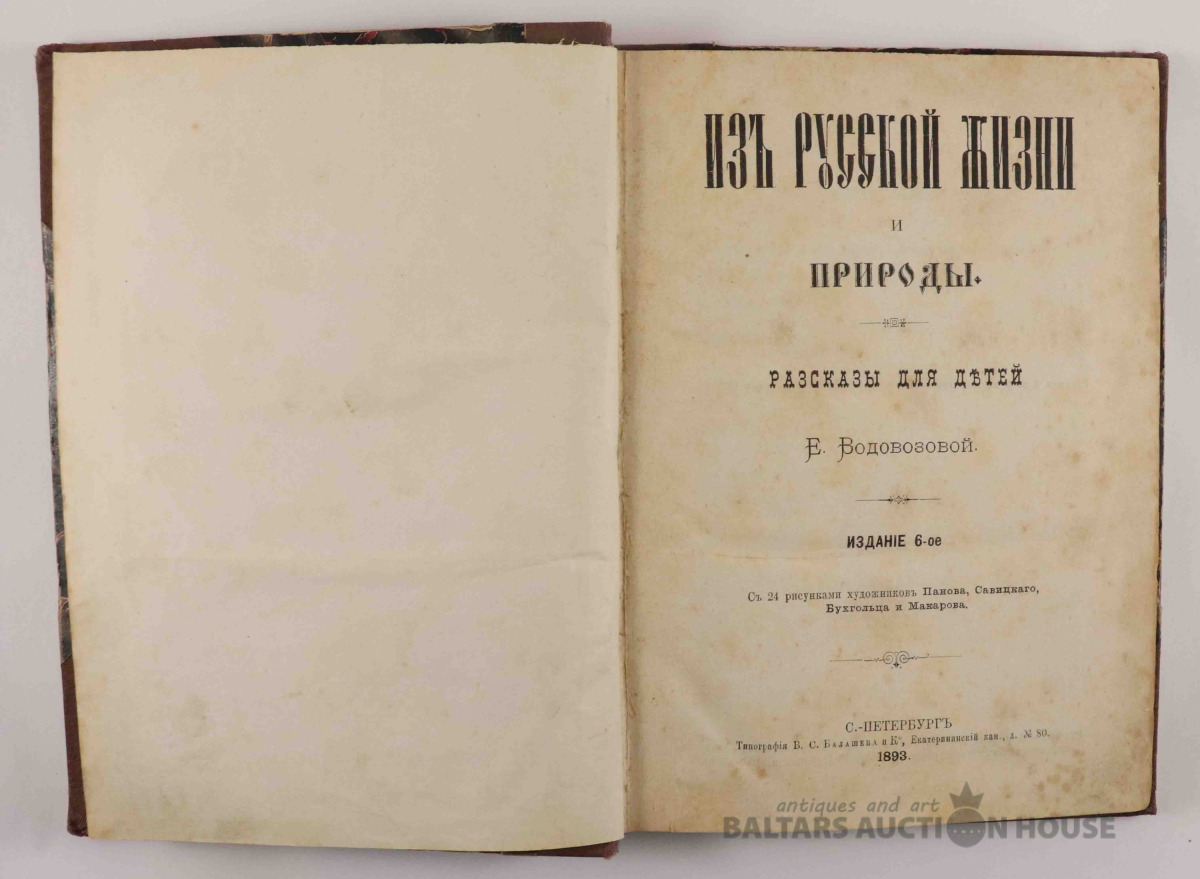 ИЗЪ РУССКОЙ ЖИЗНИ
И
ПРИРОДЫ.
РАЗСКАЗЫ ДЛЯ ДѢТЕЙ
Е. Водовозовой.
ИЗДАНІЕ 6-ое
Съ 24 рисунками художниковъ Панова, Савицкаго,
Бухгольца и Макарова.
С.-ПЕТЕРБУРГЪ
Типографія В. С. Балашева и К°, Екатерининскій кан., д. № 80.
1893.
antiques and art
BALTARS AUCTION HOUSE